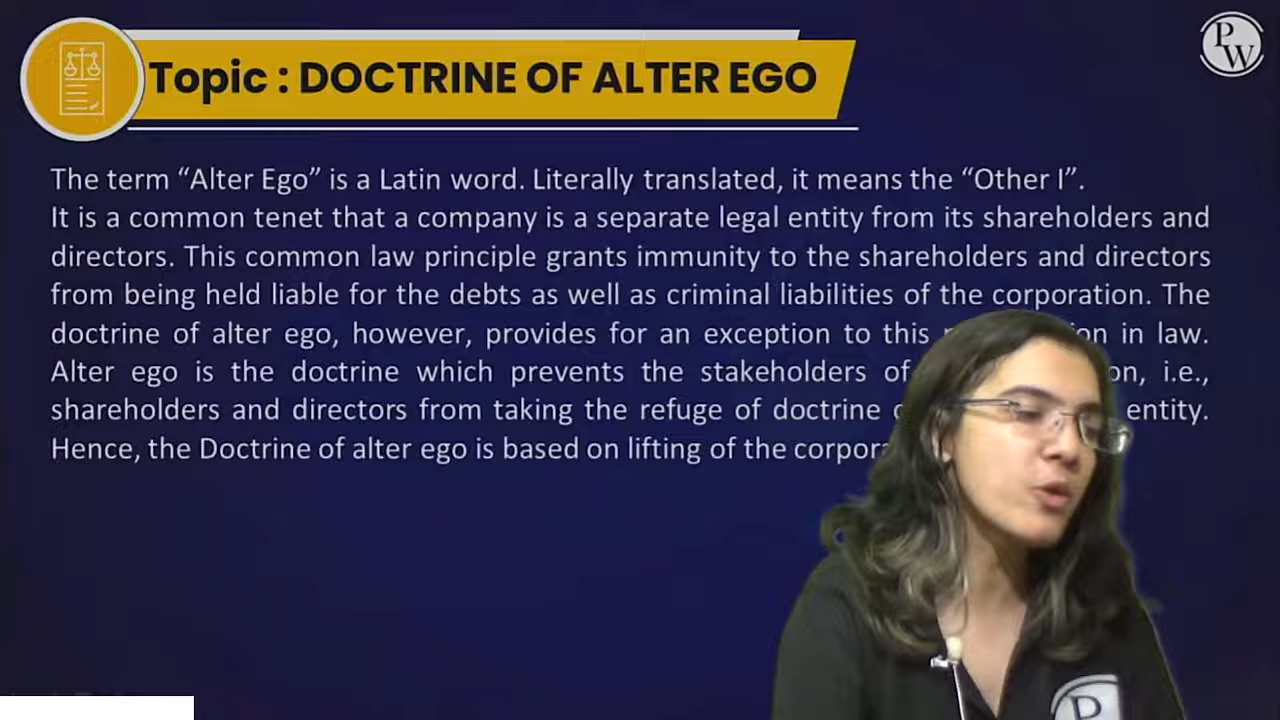 P
W
Topic : DOCTRINE OF ALTER EGO
The term “Alter Ego” is a Latin word. Literally translated, it means the “Other I”.
It is a common tenet that a company is a separate legal entity from its shareholders and
directors. This common law principle grants immunity to the shareholders and directors
from being held liable for the debts as well as criminal liabilities of the corporation. The
doctrine of alter ego, however, provides for an exception to this in law.
Alter ego is the doctrine which prevents the stakeholders of i.e.,
shareholders and directors from taking the refuge of doctrine entity.
Hence, the Doctrine of alter ego is based on lifting of the
P